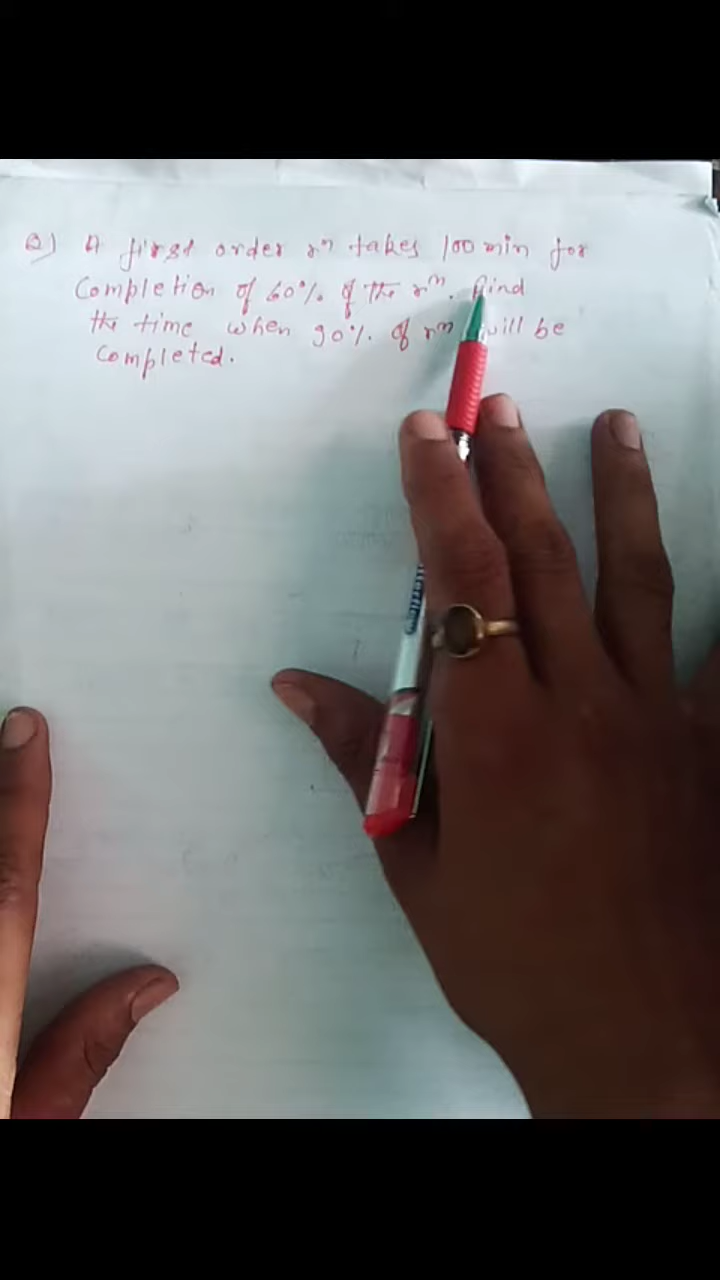 Q) A first order rⁿ takes 100 min for
Completion of 60% of the rⁿ. Find
the time when 90% of rⁿ will be
Completed.